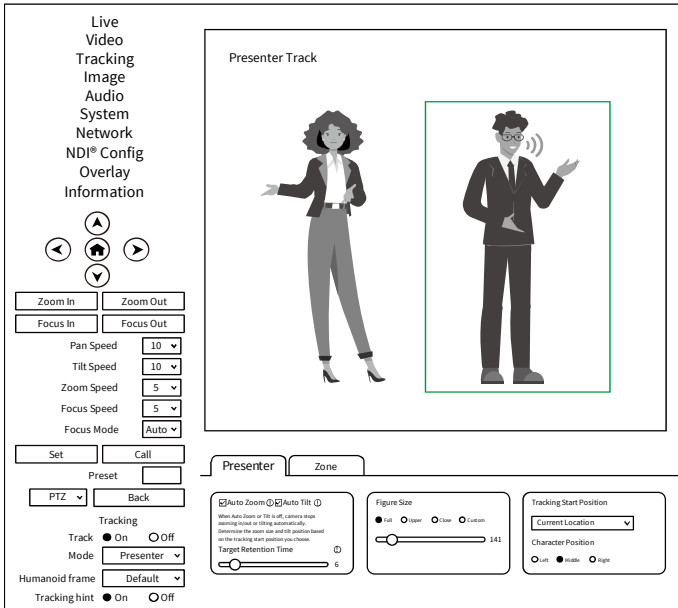 Live
Video
Tracking
Image
Audio
System
Network
NDI® Config
Overlay
Information
Zoom In Zoom Out
Focus In Focus Out
Pan Speed 10
Tilt Speed 10
Zoom Speed 5
Focus Speed 5
Focus Mode Auto
Set Call
Preset
PTZ Back
Tracking
Track On Off
Mode Presenter
Humanoid frame Default
Tracking hint On Off
Presenter Track
Presenter Zone
Auto Zoom Auto Tilt
When Auto Zoom or Tilt is off, camera stops
zooming in/out or tilting automatically.
Determine the zoom size and tilt position based
on the tracking start position you choose.
Target Retention Time
6
Figure Size
Full Upper Close Custom
141
Tracking Start Position
Current Location
Character Position
Left Middle Right